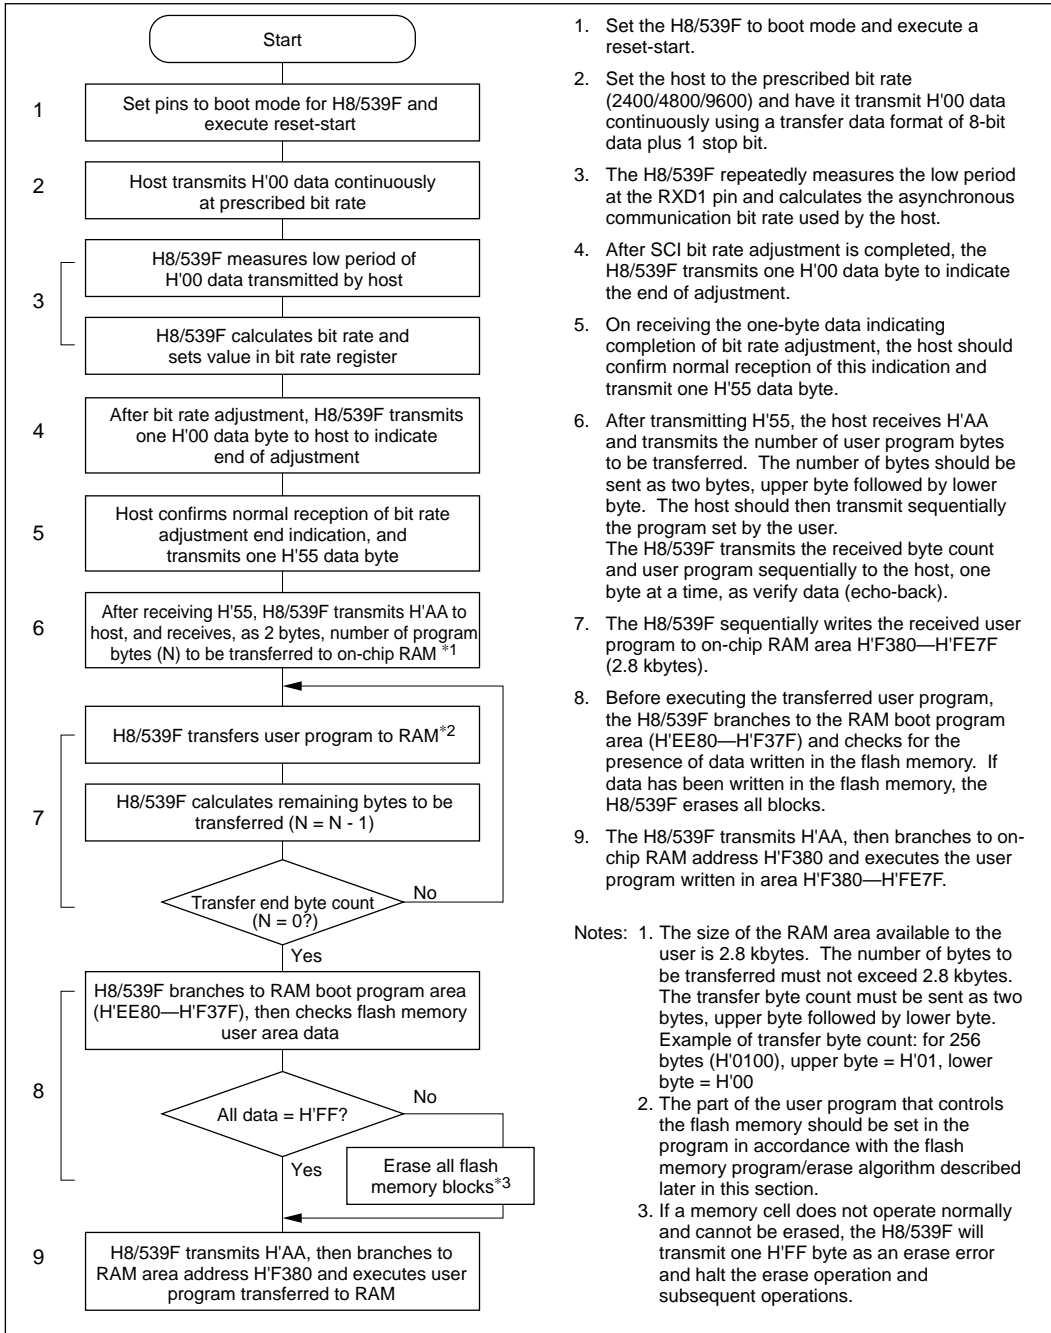 Start
1
Set pins to boot mode for H8/539F and
execute reset-start
2
Host transmits H'00 data continuously
at prescribed bit rate
3
H8/539F measures low period of
H'00 data transmitted by host
H8/539F calculates bit rate and
sets value in bit rate register
4
After bit rate adjustment, H8/539F transmits
one H'00 data byte to host to indicate
end of adjustment
5
Host confirms normal reception of bit rate
adjustment end indication, and
transmits one H'55 data byte
6
After receiving H'55, H8/539F transmits H'AA to
host, and receives, as 2 bytes, number of program
bytes (N) to be transferred to on-chip RAM *1
7
H8/539F transfers user program to RAM*2
H8/539F calculates remaining bytes to be
transferred (N = N - 1)
Transfer end byte count
(N = 0?)
No
Yes
8
H8/539F branches to RAM boot program area
(H'EE80—H'F37F), then checks flash memory
user area data
All data = H'FF?
No
Yes
Erase all flash
memory blocks*3
9
H8/539F transmits H'AA, then branches to
RAM area address H'F380 and executes user
program transferred to RAM
1. Set the H8/539F to boot mode and execute a
reset-start.
2. Set the host to the prescribed bit rate
(2400/4800/9600) and have it transmit H'00 data
continuously using a transfer data format of 8-bit
data plus 1 stop bit.
3. The H8/539F repeatedly measures the low period
at the RXD1 pin and calculates the asynchronous
communication bit rate used by the host.
4. After SCI bit rate adjustment is completed, the
H8/539F transmits one H'00 data byte to indicate
the end of adjustment.
5. On receiving the one-byte data indicating
completion of bit rate adjustment, the host should
confirm normal reception of this indication and
transmit one H'55 data byte.
6. After transmitting H'55, the host receives H'AA
and transmits the number of user program bytes
to be transferred. The number of bytes should be
sent as two bytes, upper byte followed by lower
byte. The host should then transmit sequentially
the program set by the user.
The H8/539F transmits the received byte count
and user program sequentially to the host, one
byte at a time, as verify data (echo-back).
7. The H8/539F sequentially writes the received user
program to on-chip RAM area H'F380—H'FE7F
(2.8 kbytes).
8. Before executing the transferred user program,
the H8/539F branches to the RAM boot program
area (H'EE80—H'F37F) and checks for the
presence of data written in the flash memory. If
data has been written in the flash memory, the
H8/539F erases all blocks.
9. The H8/539F transmits H'AA, then branches to on-
chip RAM address H'F380 and executes the user
program written in area H'F380—H'FE7F.
Notes: 1. The size of the RAM area available to the
user is 2.8 kbytes. The number of bytes to
be transferred must not exceed 2.8 kbytes.
The transfer byte count must be sent as two
bytes, upper byte followed by lower byte.
Example of transfer byte count: for 256
bytes (H'0100), upper byte = H'01, lower
byte = H'00
2. The part of the user program that controls
the flash memory should be set in the
program in accordance with the flash
memory program/erase algorithm described
later in this section.
3. If a memory cell does not operate normally
and cannot be erased, the H8/539F will
transmit one H'FF byte as an erase error
and halt the erase operation and
subsequent operations.